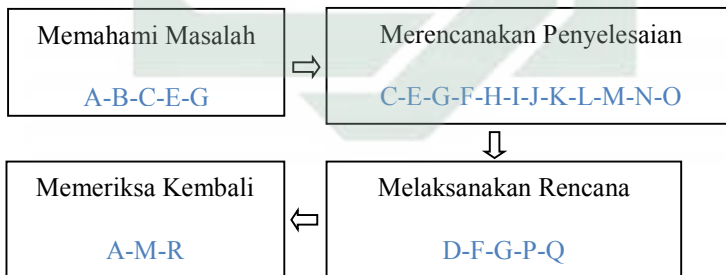 Memahami Masalah
A-B-C-E-G
Merencanakan Penyelesaian
C-E-G-F-H-I-J-K-L-M-N-O
Melaksanakan Rencana
D-F-G-P-Q
Memeriksa Kembali
A-M-R